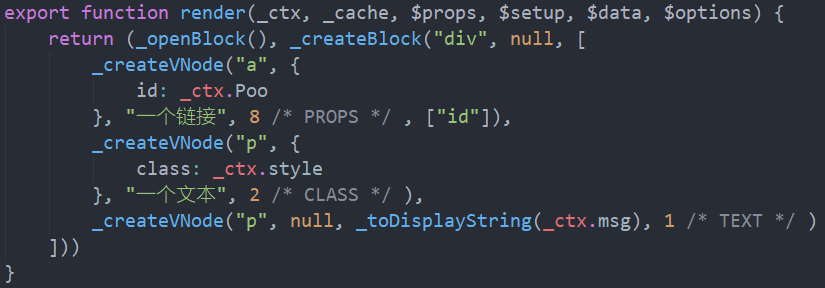 export function render(_ctx, _cache, $props, $setup, $data, $options) {
    return (_openBlock(), _createBlock("div", null, [
        _createVNode("a", {
            id: _ctx.Poo
        }, "一个链接", 8 /* PROPS */ , ["id"]),
        _createVNode("p", {
            class: _ctx.style
        }, "一个文本", 2 /* CLASS */ ),
        _createVNode("p", null, _toDisplayString(_ctx.msg), 1 /* TEXT */ )
    ]))
}